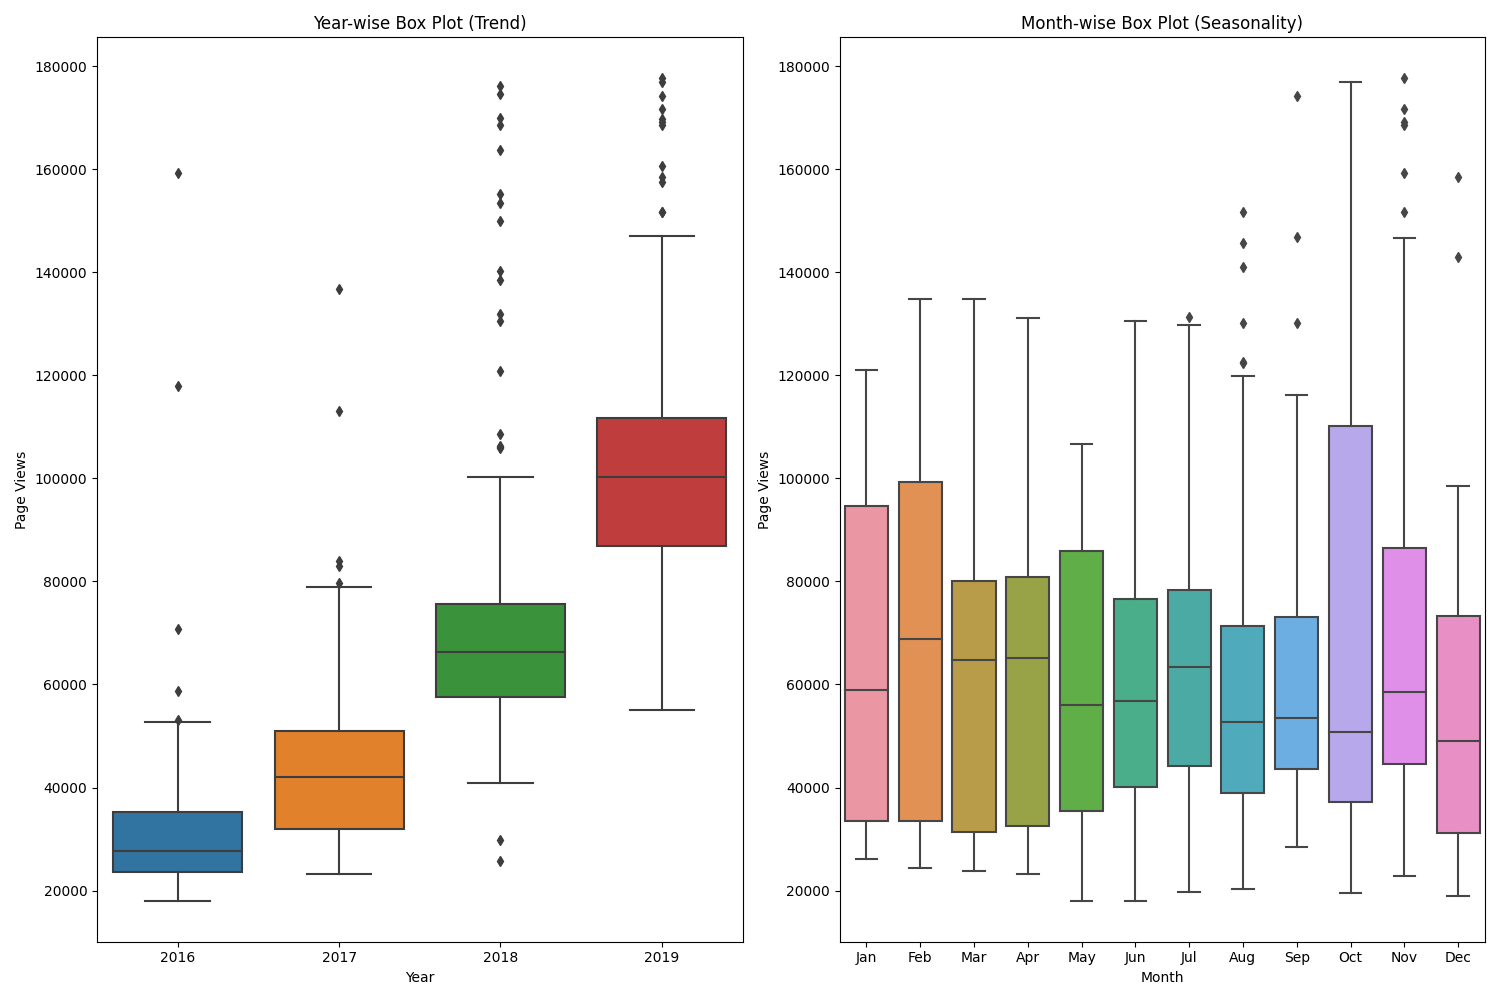 Year-wise Box Plot (Trend)
180000
160000
140000
120000
100000
80000
60000
40000
20000
Page Views
2016 2017 2018 2019
Year
Month-wise Box Plot (Seasonality)
180000
160000
140000
120000
100000
80000
60000
40000
20000
Page Views
Jan Feb Mar Apr May Jun Jul Aug Sep Oct Nov Dec
Month